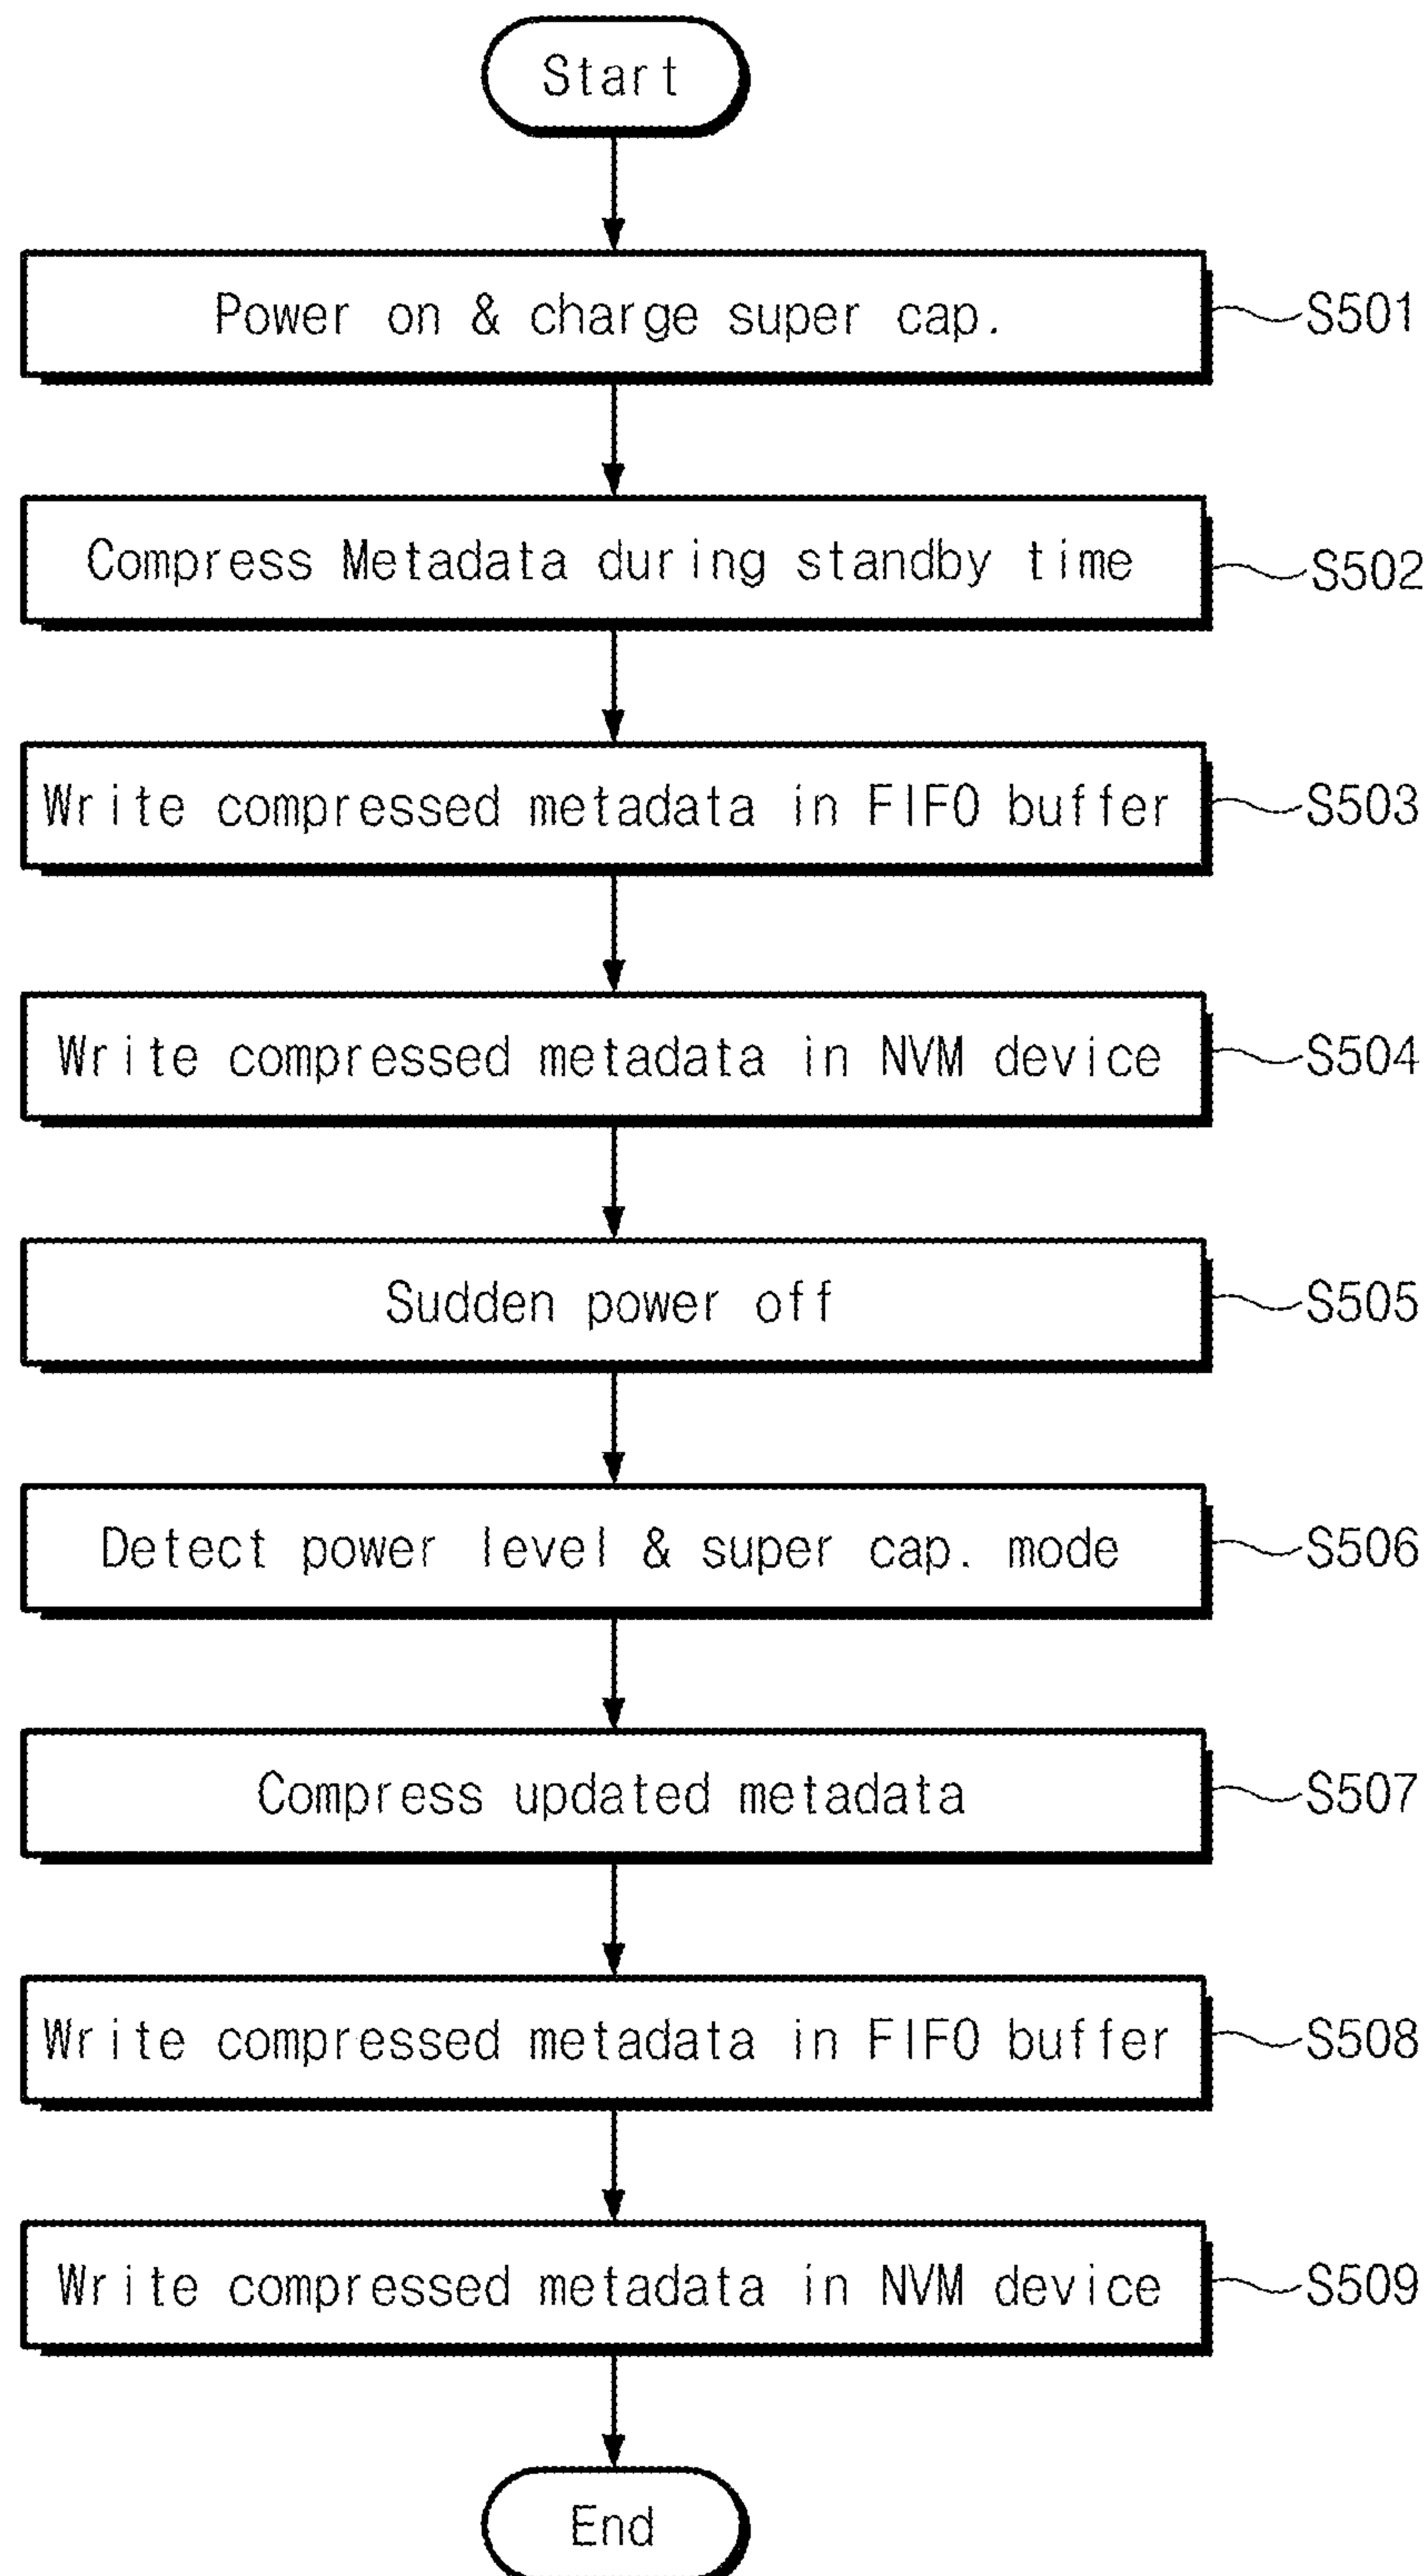 Start
Power on & charge super cap. S501
Compress Metadata during standby time S502
Write compressed metadata in FIFO buffer S503
Write compressed metadata in NVM device S504
Sudden power off S505
Detect power level & super cap. mode S506
Compress updated metadata S507
Write compressed metadata in FIFO buffer S508
Write compressed metadata in NVM device S509
End